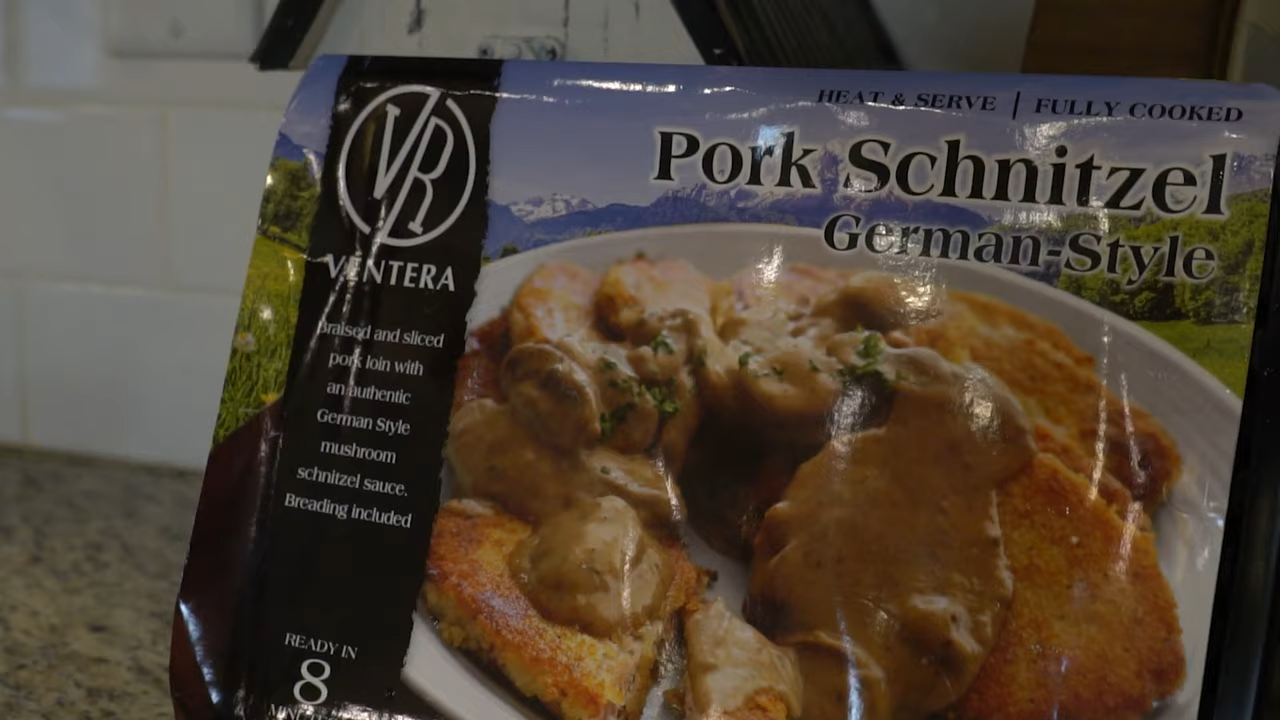 HEAT & SERVE | FULLY COOKED
Pork Schnitzel
German-Style
VR
VENTERA
Braised and sliced
pork loin with
an authentic
German Style
mushroom
schnitzel sauce.
Breading included
READY IN
8